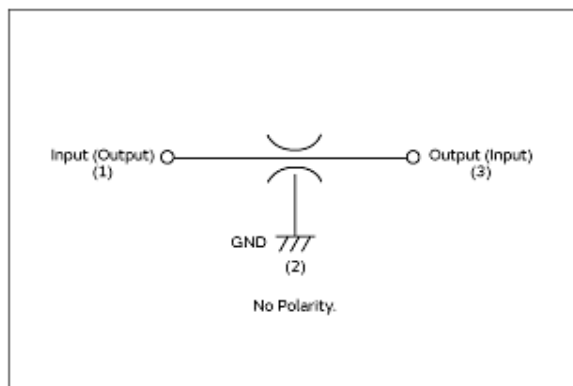 Input (Output)
(1)
Output (Input)
(3)
GND
(2)
No Polarity.